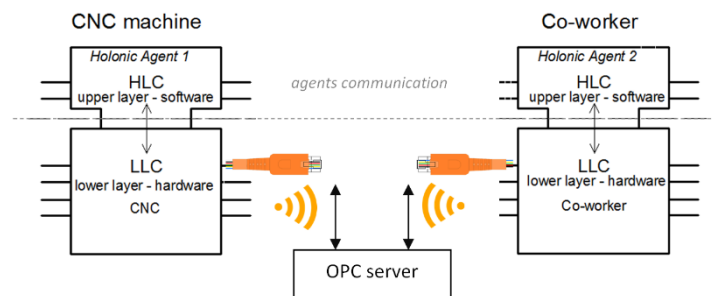 CNC machine
Co-worker
Holonic Agent 1
HLC
upper layer - software
agents communication
Holonic Agent 2
HLC
upper layer - software
LLC
lower layer - hardware
CNC
LLC
lower layer - hardware
Co-worker
OPC server